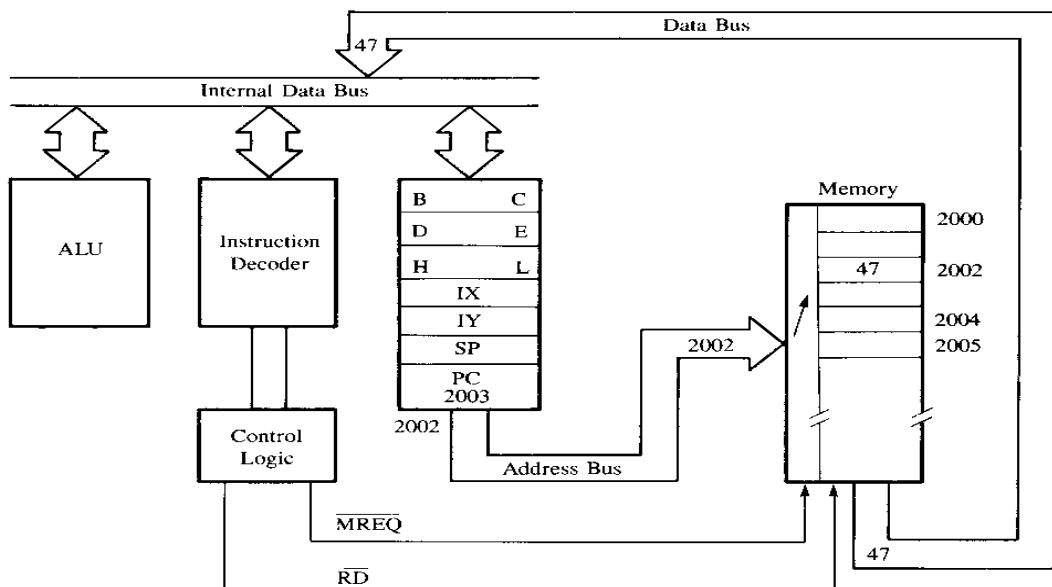 Data Bus
47
Internal Data Bus
ALU
Instruction
Decoder
B C
D E
H L
IX
IY
SP
PC
2003
2002
Control
Logic
Address Bus
2002
Memory
2000
47 2002
2004
2005
MREQ
RD
47